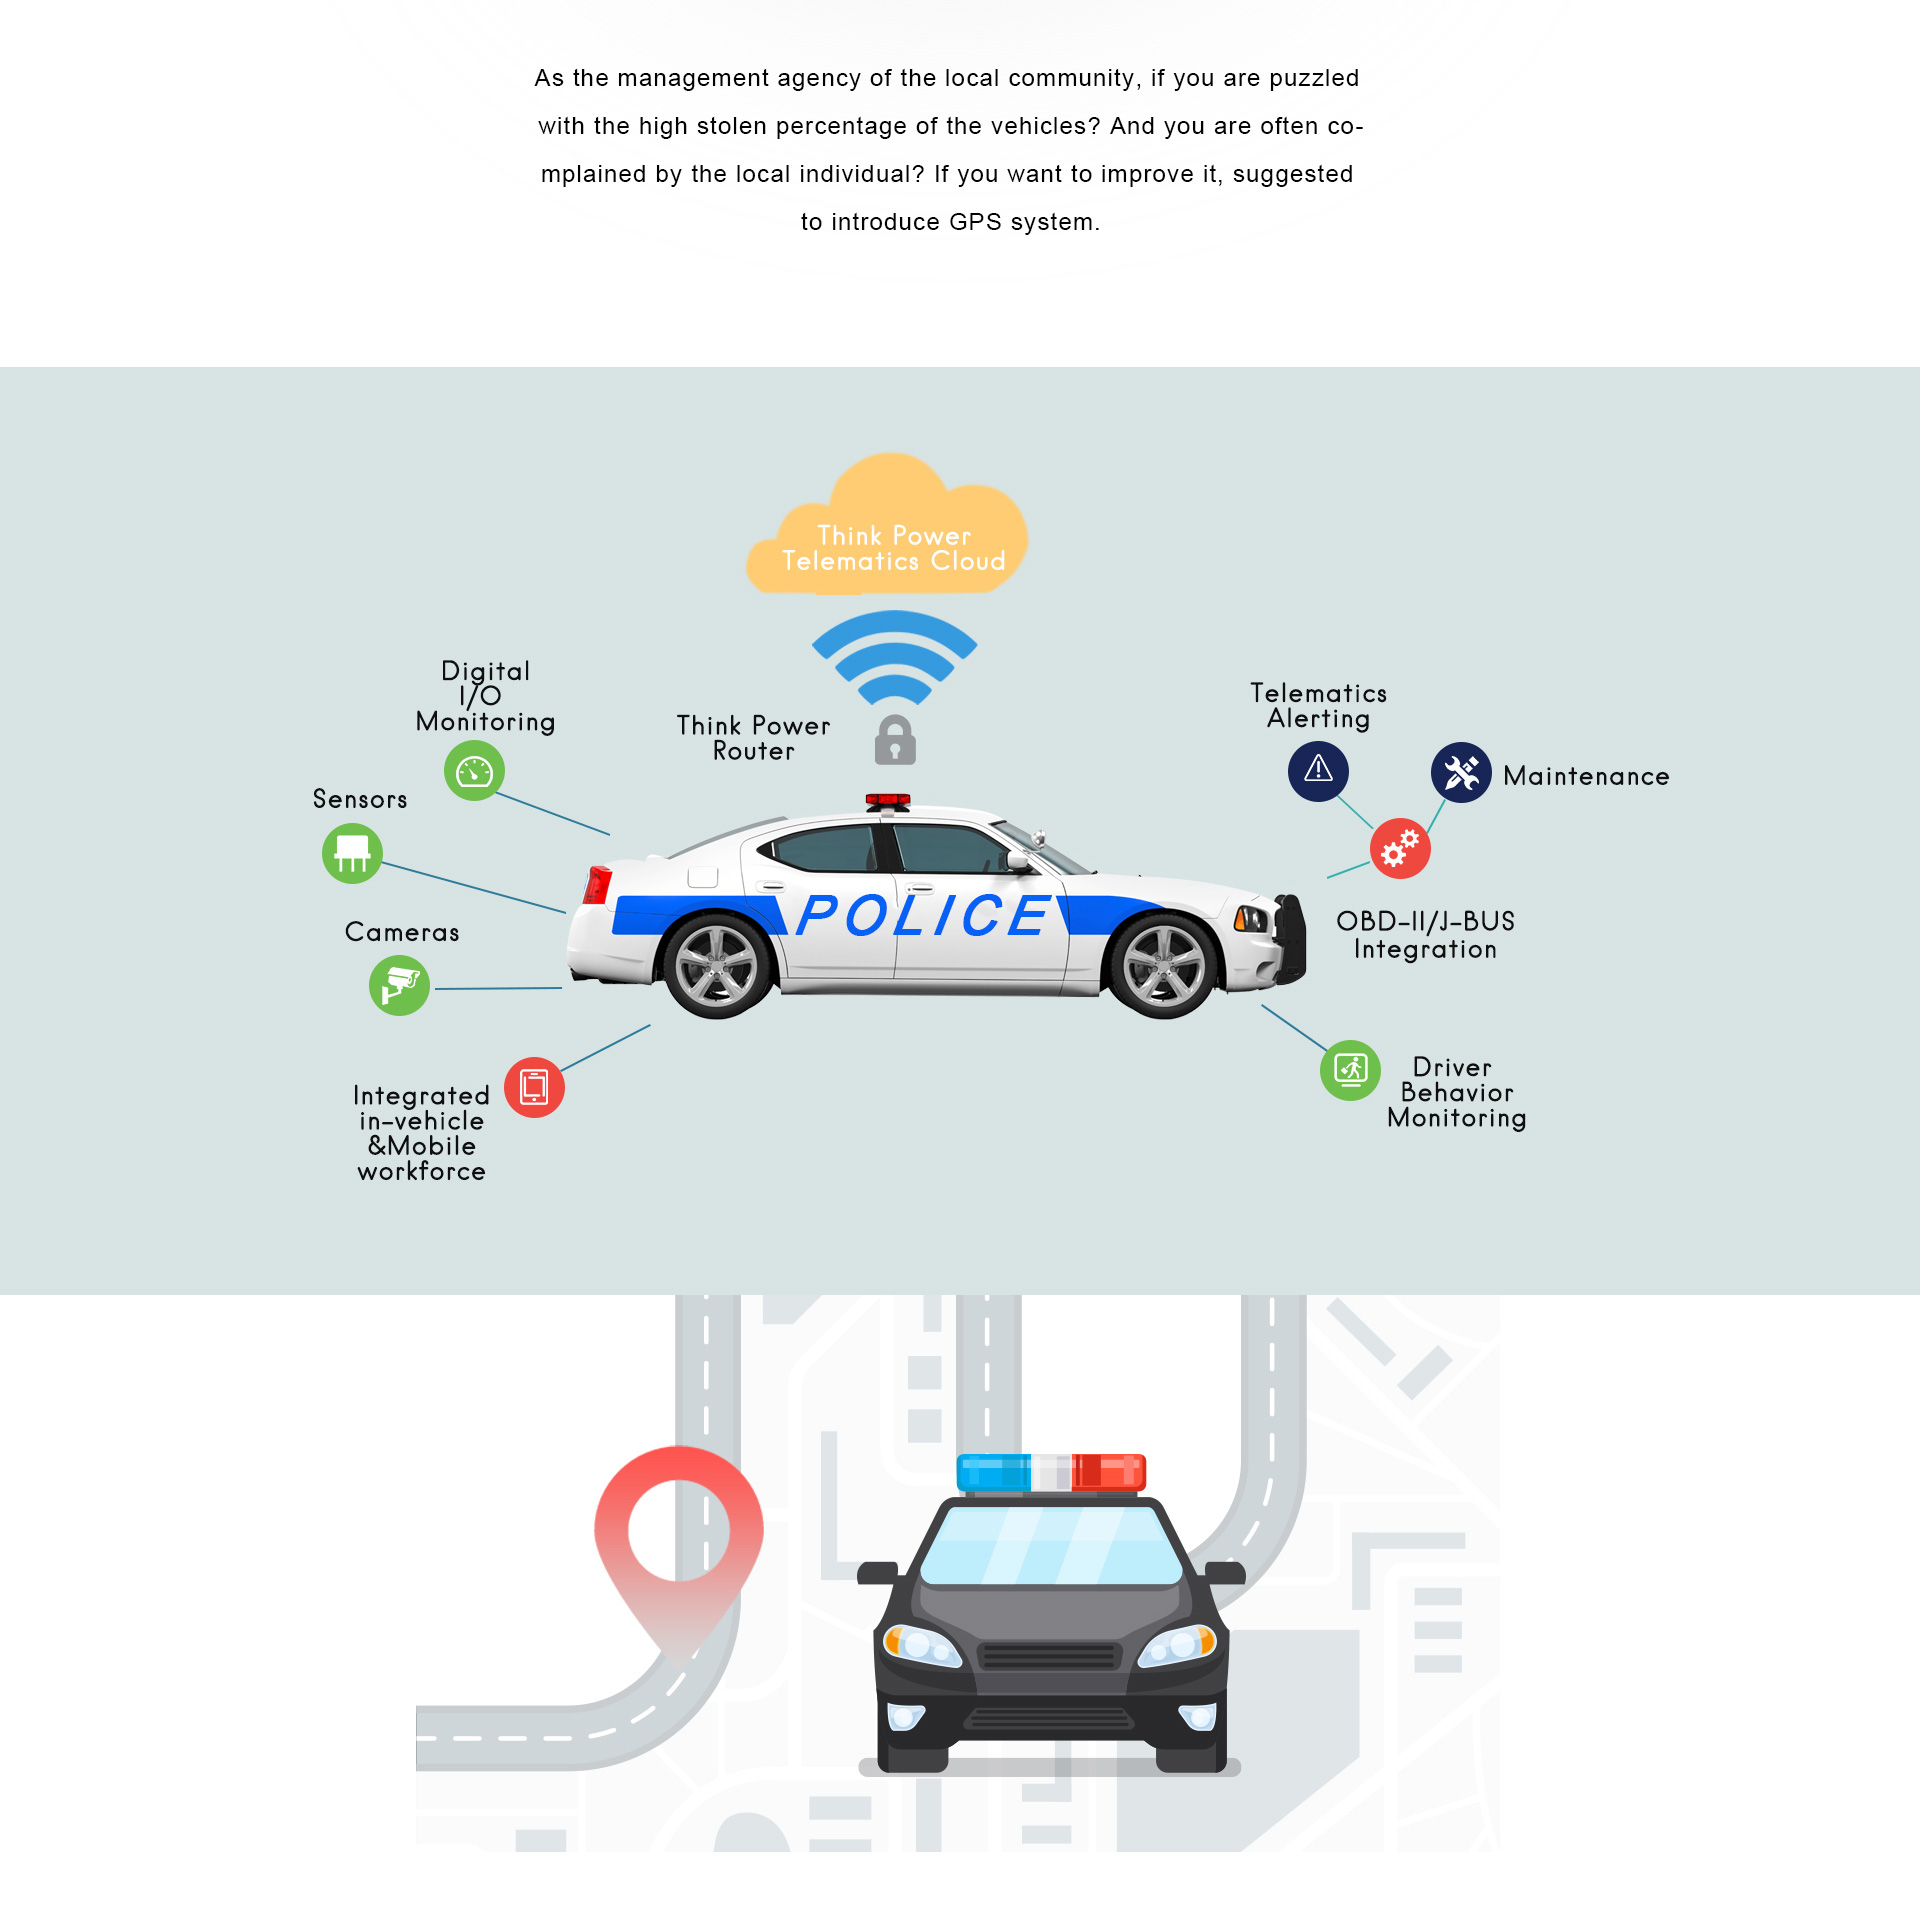 As the management agency of the local community, if you are puzzled
with the high stolen percentage of the vehicles? And you are often co-
mplained by the local individual? If you want to improve it, suggested
to introduce GPS system.
Think Power
Telematics Cloud
Digital
I/O
Monitoring
Think Power
Router
Telematics
Alerting
Maintenance
Sensors
POLICE
Cameras
OBD-II/J-BUS
Integration
Integrated
in-vehicle
&Mobile
workforce
Driver
Behavior
Monitoring